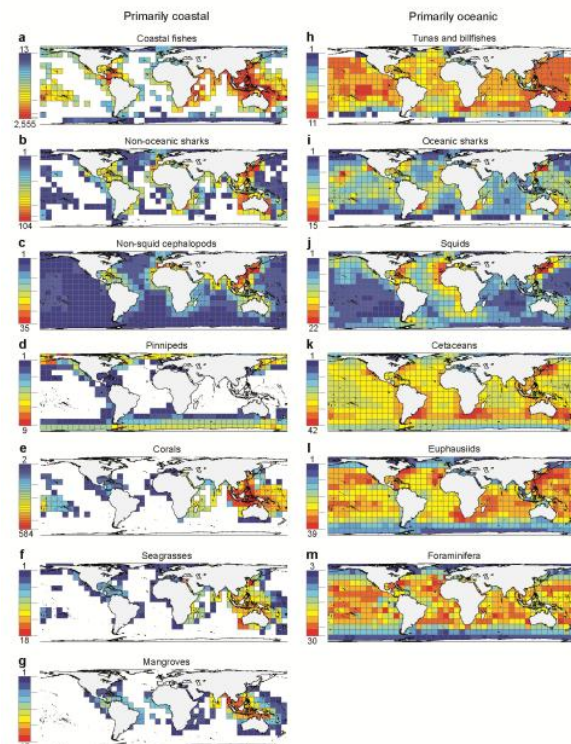 Primarily coastal
Primarily oceanic
a
Coastal fishes
13
2,555
h
Tunas and billfishes
1
11
b
Non-oceanic sharks
1
104
i
Oceanic sharks
1
15
c
Non-squid cephalopods
1
35
j
Squids
1
22
d
Pinnipeds
1
9
k
Cetaceans
1
42
e
Corals
2
584
l
Euphausiids
1
39
f
Seagrasses
1
18
m
Foraminifera
3
30
g
Mangroves
1